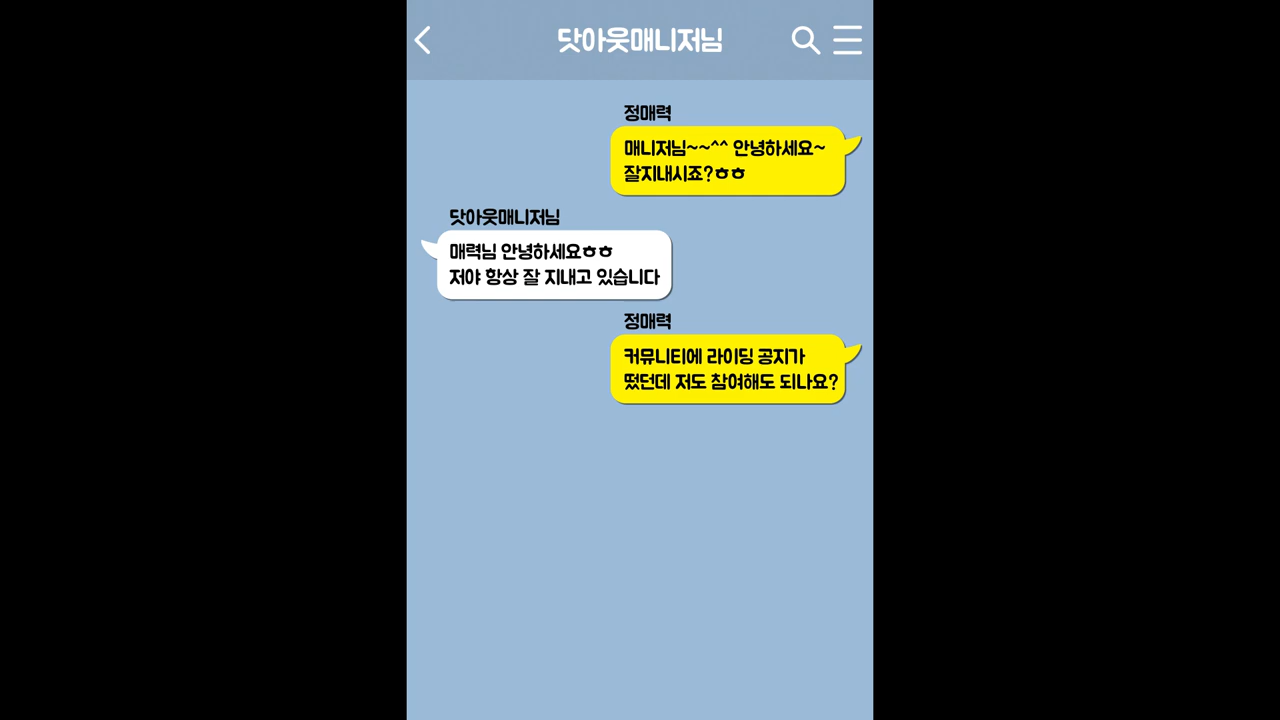 닷아웃매니저님
정매력
매니저님~~^^ 안녕하세요~
잘지내시죠?ㅎㅎ
닷아웃매니저님
매력님 안녕하세요ㅎㅎ
저야 항상 잘 지내고 있습니다
정매력
커뮤니티에 라이딩 공지가
떴던데 저도 참여해도 되나요?